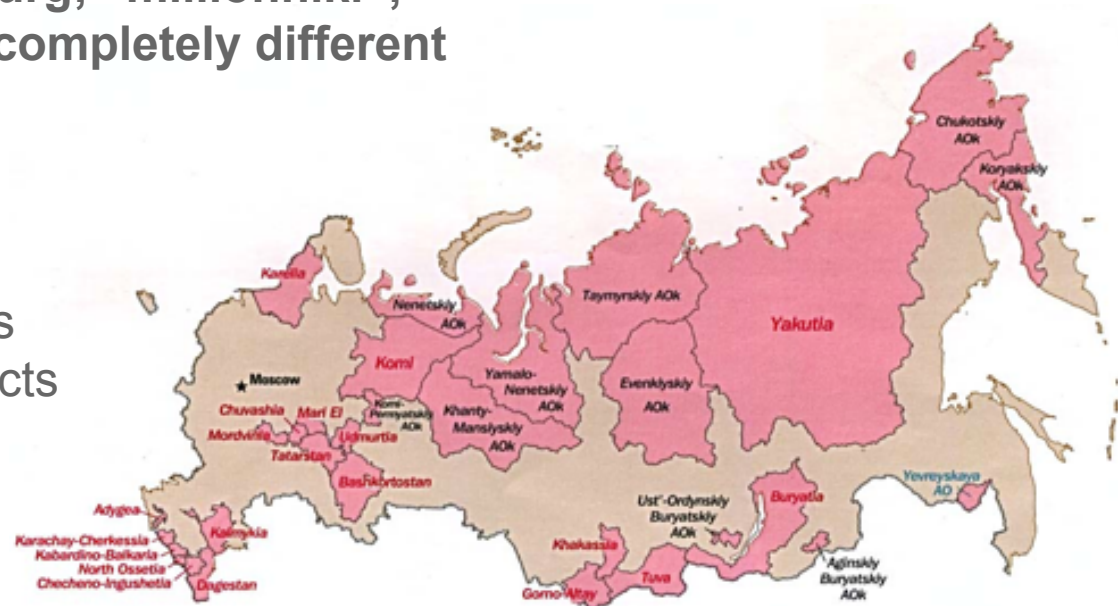 completely different
s
cts
Chukotskiy
AOk
Koryakskiy
AOk
Karelia
Nenetskiy
AOk
Taymyrskiy AOk
Yakutia
Komi
Yamalo-
Nenetskiy
AOk
Evenkiyskiy
AOk
Moscow
Komi-
Permyatskiy
AOk
Khanty-
Mansiyskiy
AOk
Chuvashia
Mari El
Mordvinia
Udmurtia
Tatarstan
Bashkortostan
Yevreyskaya
AO
Ust'-Ordynskiy
Buryatskiy
AOk
Buryatia
Adygea
Karachay-Cherkessia
Kabardino-Balkaria
North Ossetia
Checheno-Ingushetia
Kalmykia
Dagestan
Khakassia
Gorno-Altay
Tuva
Aginskiy
Buryatskiy
AOk